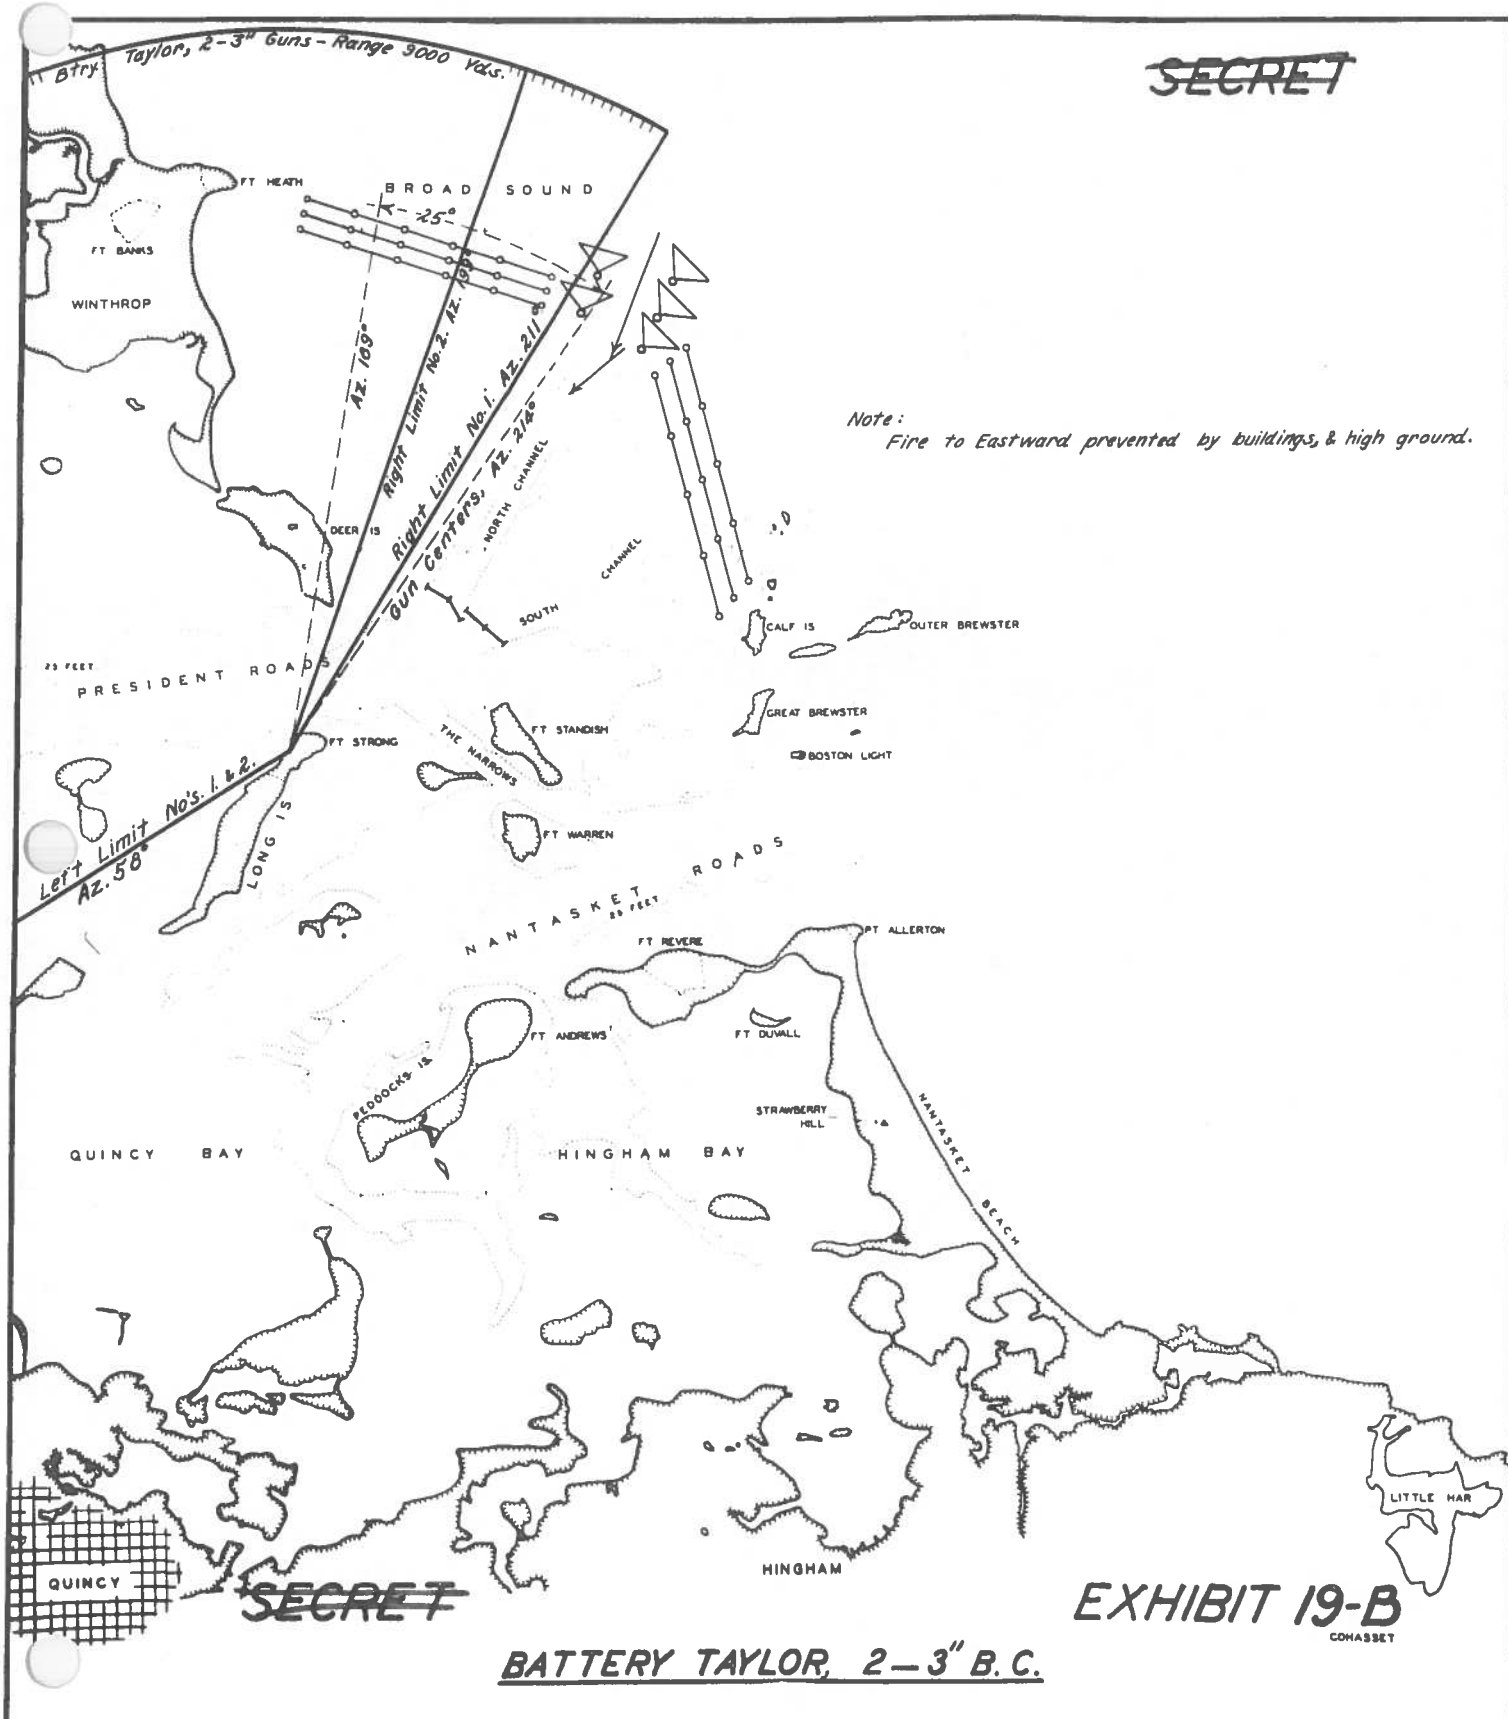 Btry. Taylor, 2-3" Guns - Range 9000 Yds.
SECRET
FT HEATH
BROAD SOUND
25°
FT BANKS
WINTHROP
AZ. 189°
Right Limit No. 2. AZ. 199°
Right Limit No. 1. AZ. 211°
Gun Centers, AZ. 214°
NORTH CHANNEL
Note:
Fire to Eastward prevented by buildings, & high ground.
DEER IS
SOUTH CHANNEL
CALF IS
OUTER BREWSTER
25 FEET
PRESIDENT ROADS
GREAT BREWSTER
FT STRONG
THE NARROWS
FT STANDISH
BOSTON LIGHT
Left Limit No's. 1. & 2.
AZ. 58°
LONG IS
FT WARREN
NANTASKET ROADS
25 FEET
FT REVERE
PT ALLERTON
FT ANDREWS
FT DUVALL
PEDDOCKS IS
STRAWBERRY
HILL
NANTASKET BEACH
QUINCY BAY
HINGHAM BAY
LITTLE HAR
HINGHAM
QUINCY
SECRET
EXHIBIT 19-B
COHASSET
BATTERY TAYLOR, 2-3" B.C.